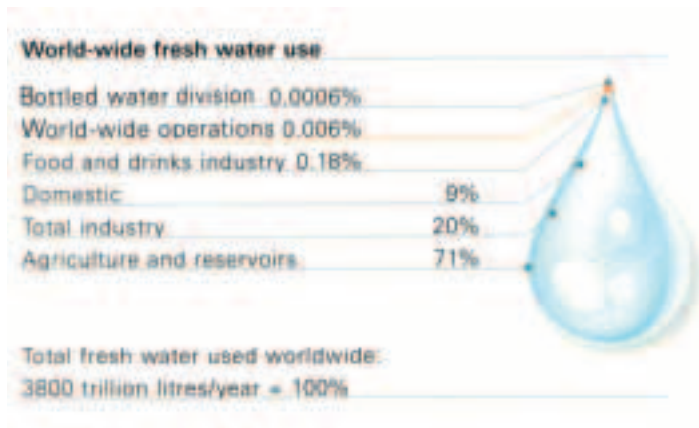 World-wide fresh water use
Bottled water division 0.0006%
World-wide operations 0.006%
Food and drinks industry 0.18%
Domestic 9%
Total industry 20%
Agriculture and reservoirs 71%
Total fresh water used worldwide:
3800 trillion litres/year = 100%